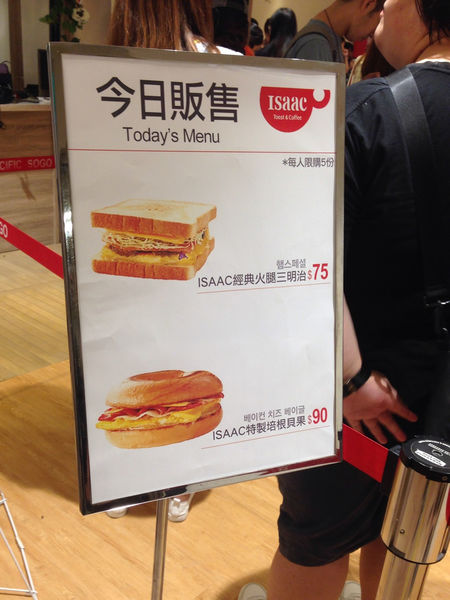 今日販售
Today's Menu
ISaac
Toast & Coffee
*每人限購5份
CIFIC SOGO
GO
햄스페셜
ISAAC經典火腿三明治 $75
베이컨 치즈 베이글
ISAAC特製培根貝果 $90